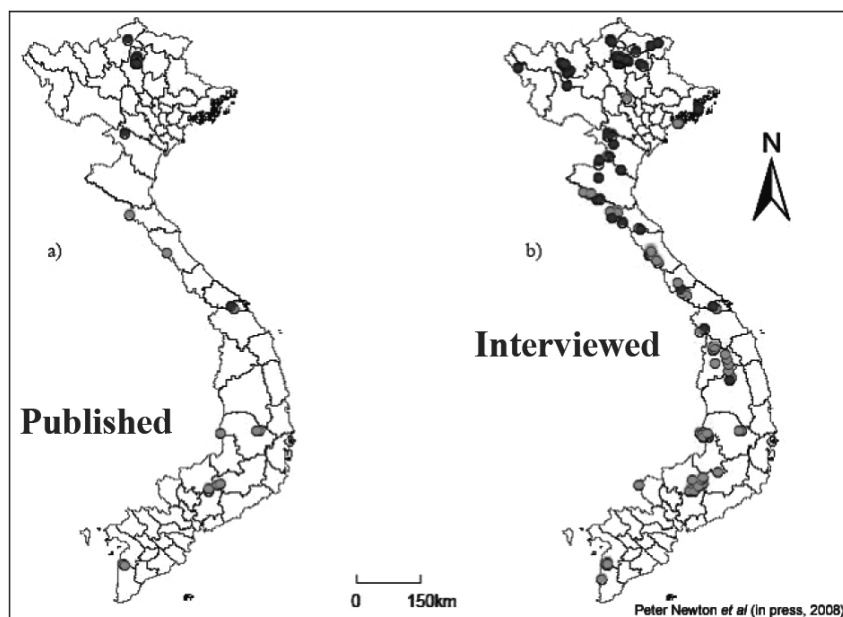 N
a)
b)
Interviewed
Published
0 150km
Peter Newton et al (in press, 2008)